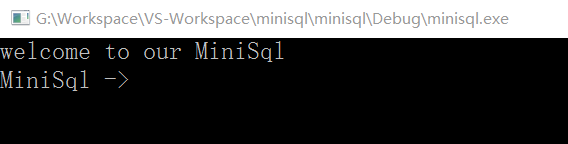 G:\Workspace\VS-Workspace\minisql\minisql\Debug\minisql.exe
welcome to our MiniSql
MiniSql ->